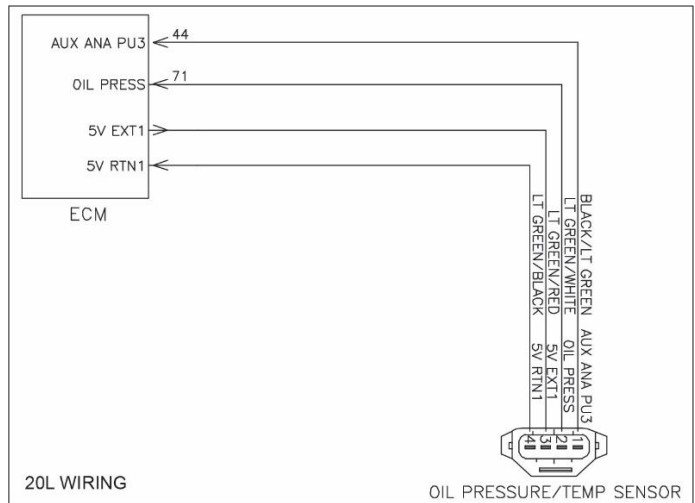 AUX ANA PU3 44
OIL PRESS 71
5V EXT1
5V RTN1
ECM
LT GREEN/BLACK 5V RTN1
LT GREEN/RED 5V EXT1
LT GREEN/WHITE OIL PRESS
BLACK/LT GREEN AUX ANA PU3
4 3 2 1
20L WIRING
OIL PRESSURE/TEMP SENSOR